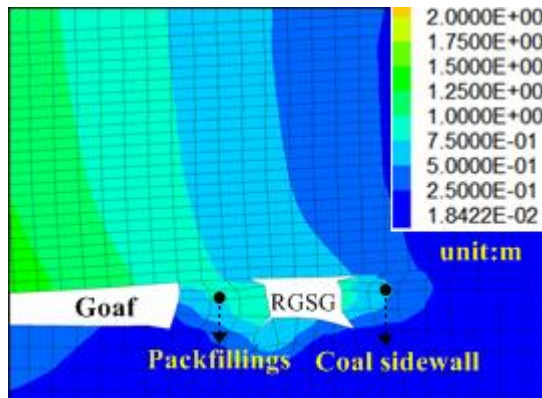 2.0000E+00
1.7500E+00
1.5000E+00
1.2500E+00
1.0000E+00
7.5000E-01
5.0000E-01
2.5000E-01
1.8422E-02
unit:m
Goaf
RGSG
Packfillings
Coal sidewall